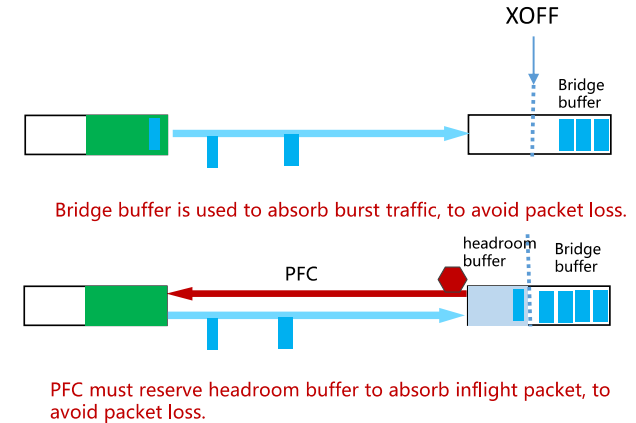 XOFF
Bridge
buffer
Bridge buffer is used to absorb burst traffic, to avoid packet loss.
headroom
buffer
Bridge
buffer
PFC
PFC must reserve headroom buffer to absorb inflight packet, to
avoid packet loss.